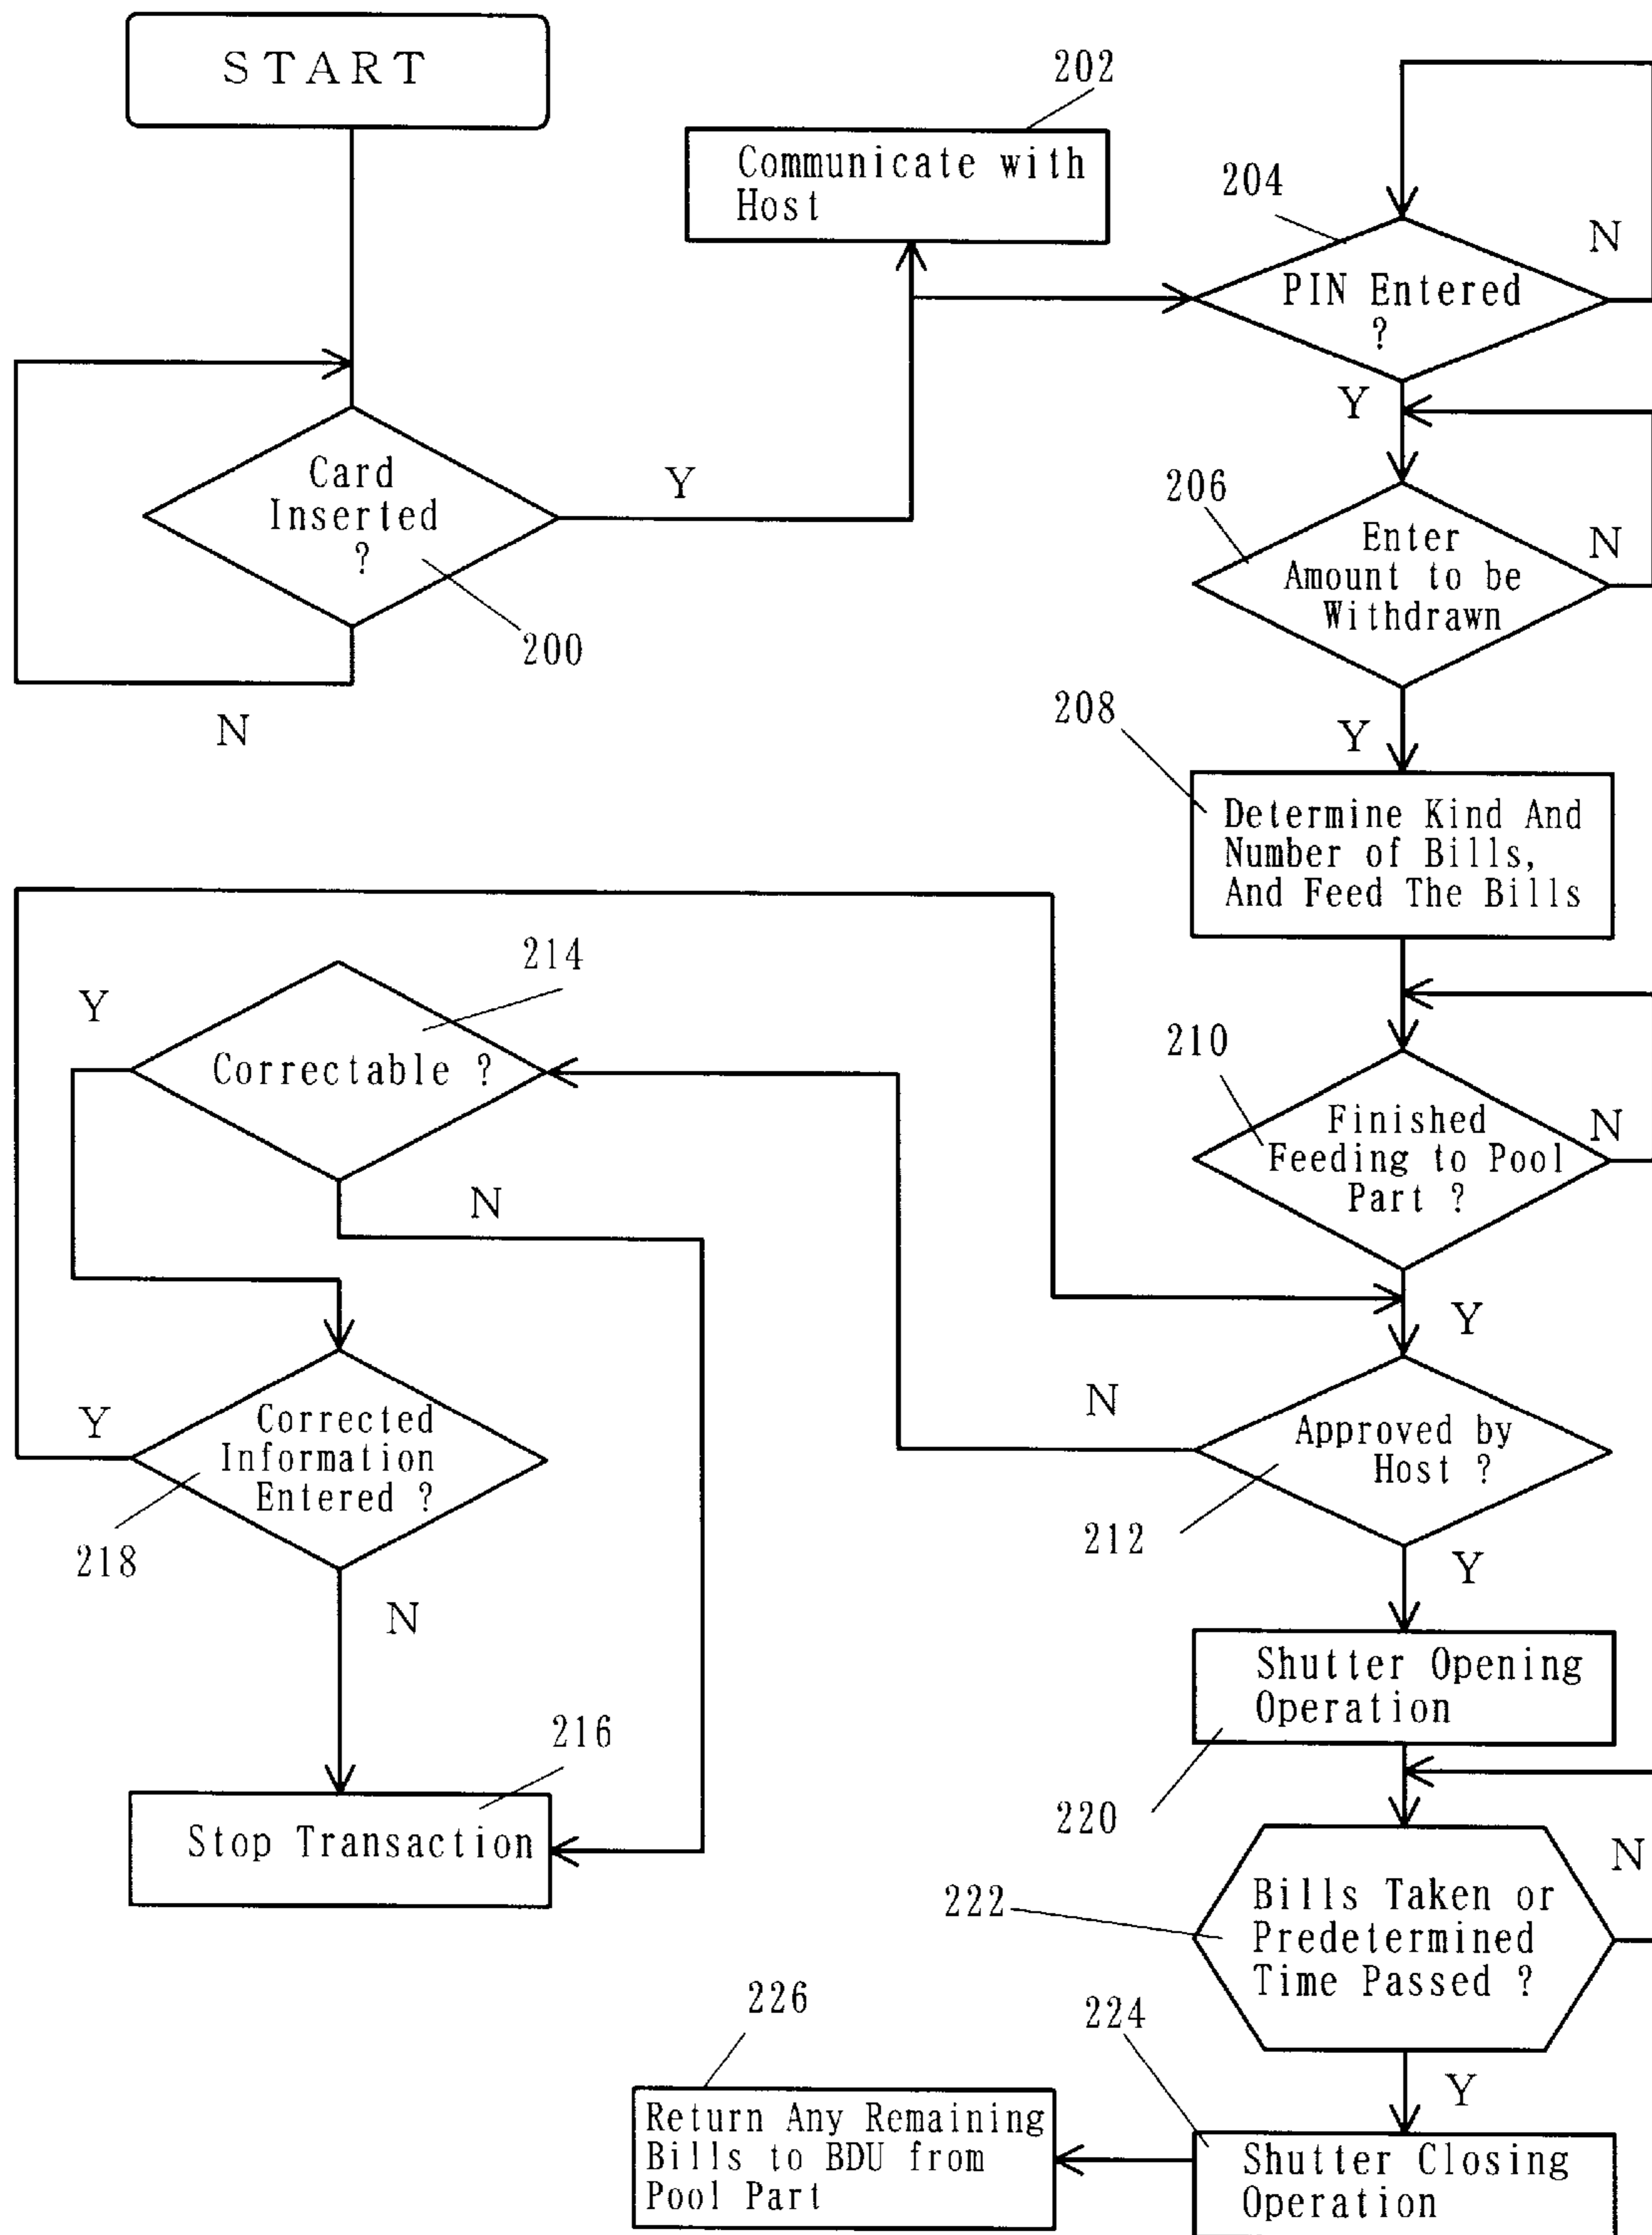 START
202
Communicate with
Host
204
N
PIN Entered
?
Y
Card
Inserted
?
Y
200
N
206
N
Enter
Amount to be
Withdrawn
Y
208
Determine Kind And
Number of Bills,
And Feed The Bills
214
Y
Correctable ?
N
210
N
Finished
Feeding to Pool
Part ?
Y
Y
Corrected
Information
Entered ?
218
N
N
Approved by
Host ?
212
Y
216
Stop Transaction
Shutter Opening
Operation
220
N
222
Bills Taken or
Predetermined
Time Passed ?
Y
226
224
Return Any Remaining
Bills to BDU from
Pool Part
Shutter Closing
Operation